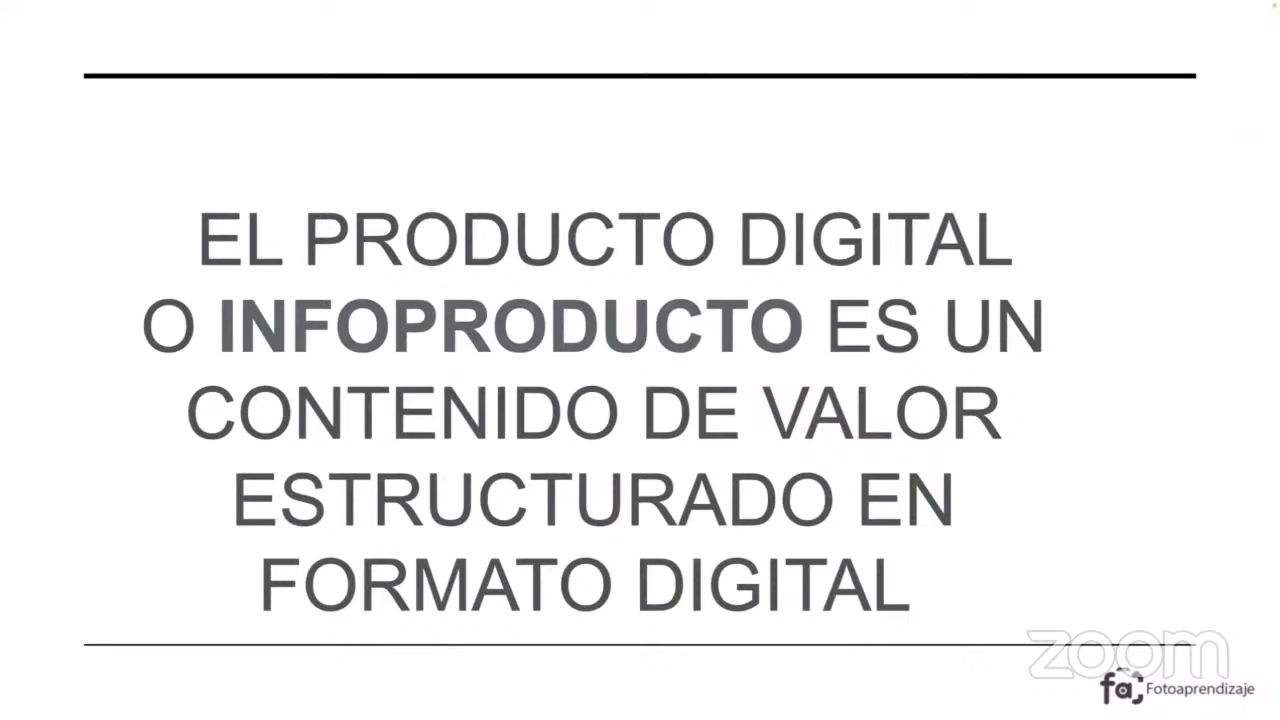 EL PRODUCTO DIGITAL
O INFOPRODUCTO ES UN
CONTENIDO DE VALOR
ESTRUCTURADO EN
FORMATO DIGITAL
zoom
fa Fotoaprendizaje